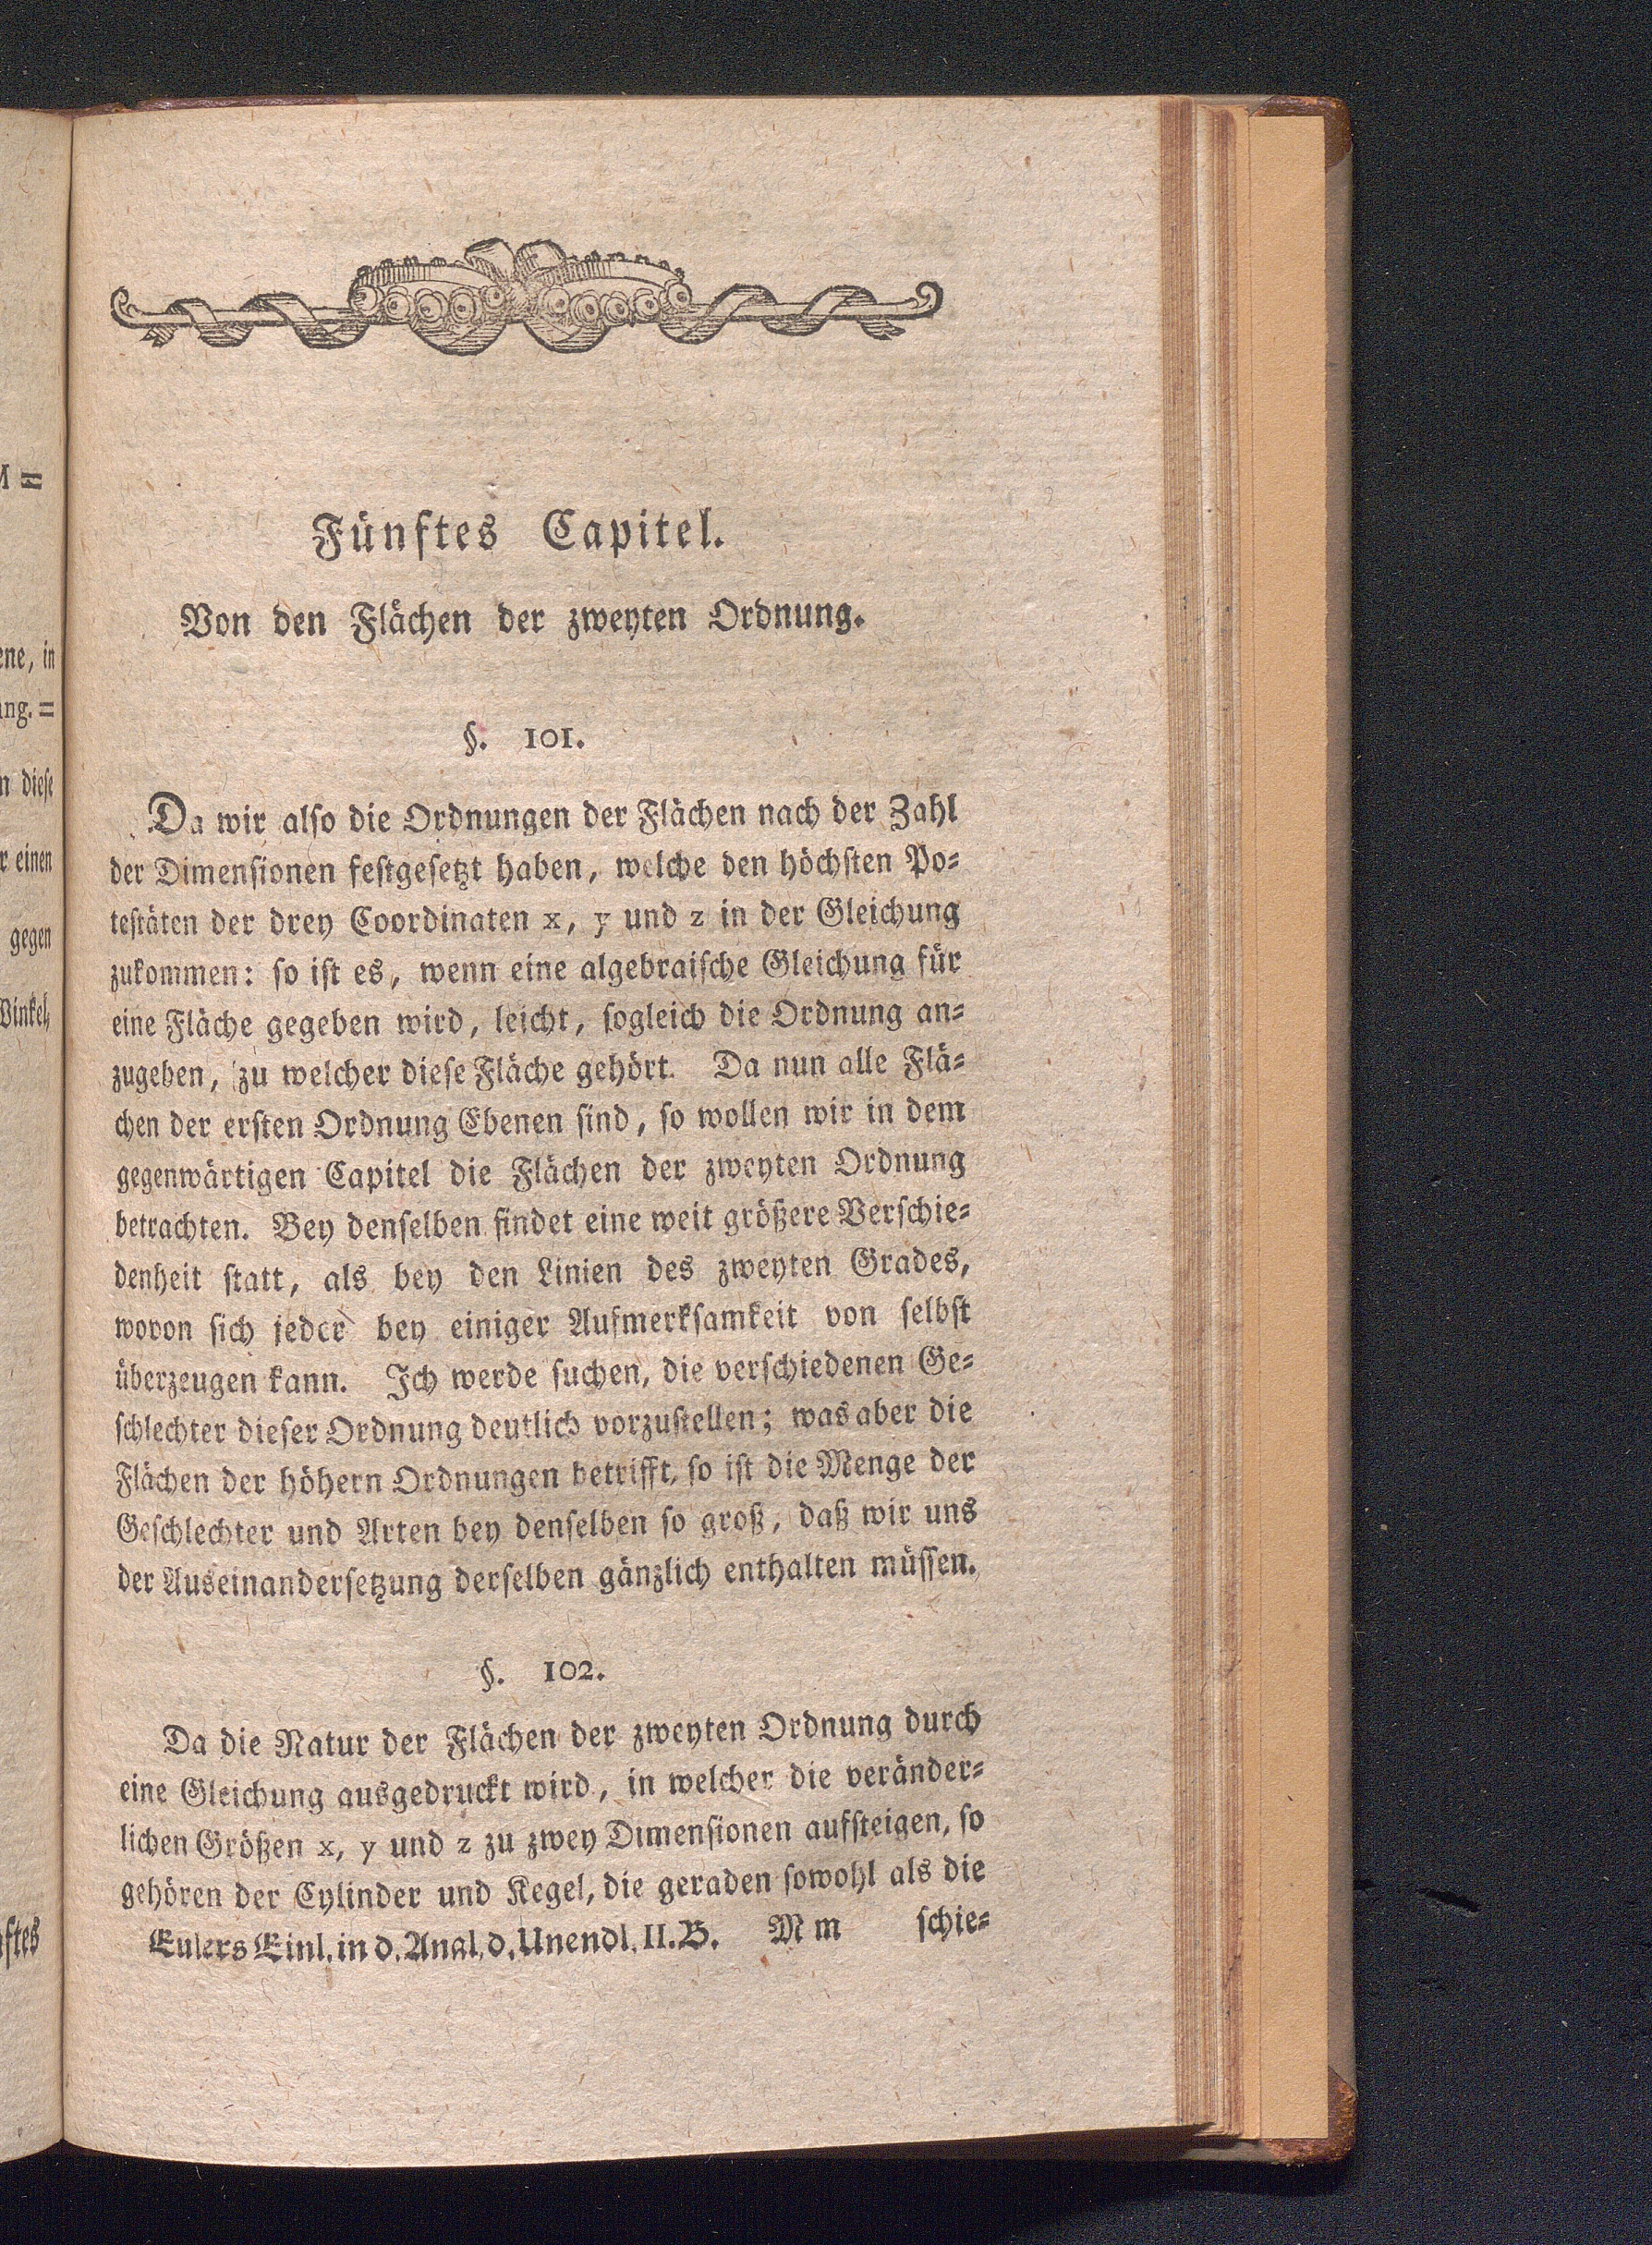 M =
ene, in
ung. =
n diese
r einen
gegen
Winkel,
nftes
Fünftes Capitel.
Von den Flächen der zweyten Ordnung.
§. 101.
Da wir also die Ordnungen der Flächen nach der Zahl
der Dimensionen festgesetzt haben, welche den höchsten Po-
testäten der drey Coordinaten x, y und z in der Gleichung
zukommen: so ist es, wenn eine algebraische Gleichung für
eine Fläche gegeben wird, leicht, sogleich die Ordnung an-
zugeben, zu welcher diese Fläche gehört. Da nun alle Flä-
chen der ersten Ordnung Ebenen sind, so wollen wir in dem
gegenwärtigen Capitel die Flächen der zweyten Ordnung
betrachten. Bey denselben findet eine weit größere Verschie-
denheit statt, als bey den Linien des zweyten Grades,
wovon sich jeder bey einiger Aufmerksamkeit von selbst
überzeugen kann. Ich werde suchen, die verschiedenen Ge-
schlechter dieser Ordnung deutlich vorzustellen; was aber die
Flächen der höhern Ordnungen betrifft, so ist die Menge der
Geschlechter und Arten bey denselben so groß, daß wir uns
der Auseinandersetzung derselben gänzlich enthalten müssen.
§. 102.
Da die Natur der Flächen der zweyten Ordnung durch
eine Gleichung ausgedruckt wird, in welcher die veränder-
lichen Größen x, y und z zu zwey Dimensionen aufsteigen, so
gehören der Cylinder und Kegel, die geraden sowohl als die
Eulers Einl. in d. Anal. d. Unendl. II. B. M m schie-